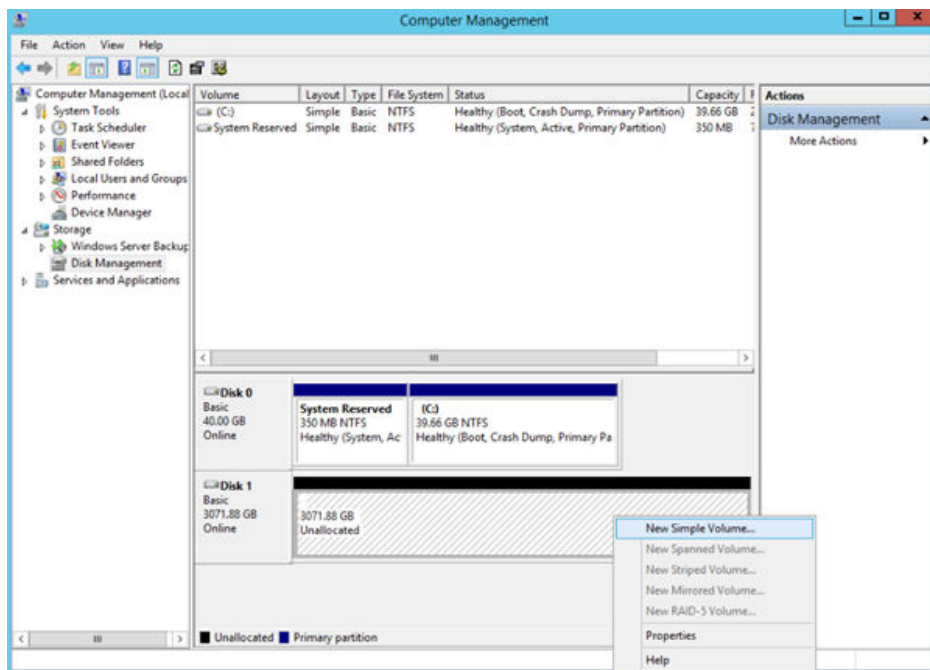 Computer Management
File Action View Help
Computer Management (Local
System Tools
Task Scheduler
Event Viewer
Shared Folders
Local Users and Groups
Performance
Device Manager
Storage
Windows Server Backup
Disk Management
Services and Applications
Volume Layout Type File System Status Capacity F
(C:) Simple Basic NTFS Healthy (Boot, Crash Dump, Primary Partition) 39.66 GB
System Reserved Simple Basic NTFS Healthy (System, Active, Primary Partition) 350 MB
Actions
Disk Management
More Actions
Disk 0
Basic
40.00 GB
Online
System Reserved
350 MB NTFS
Healthy (System, Ac
(C:)
39.66 GB NTFS
Healthy (Boot, Crash Dump, Primary Pa
Disk 1
Basic
3071.88 GB
Online
3071.88 GB
Unallocated
New Simple Volume...
New Spanned Volume...
New Striped Volume...
New Mirrored Volume...
New RAID-5 Volume...
Properties
Help
Unallocated Primary partition